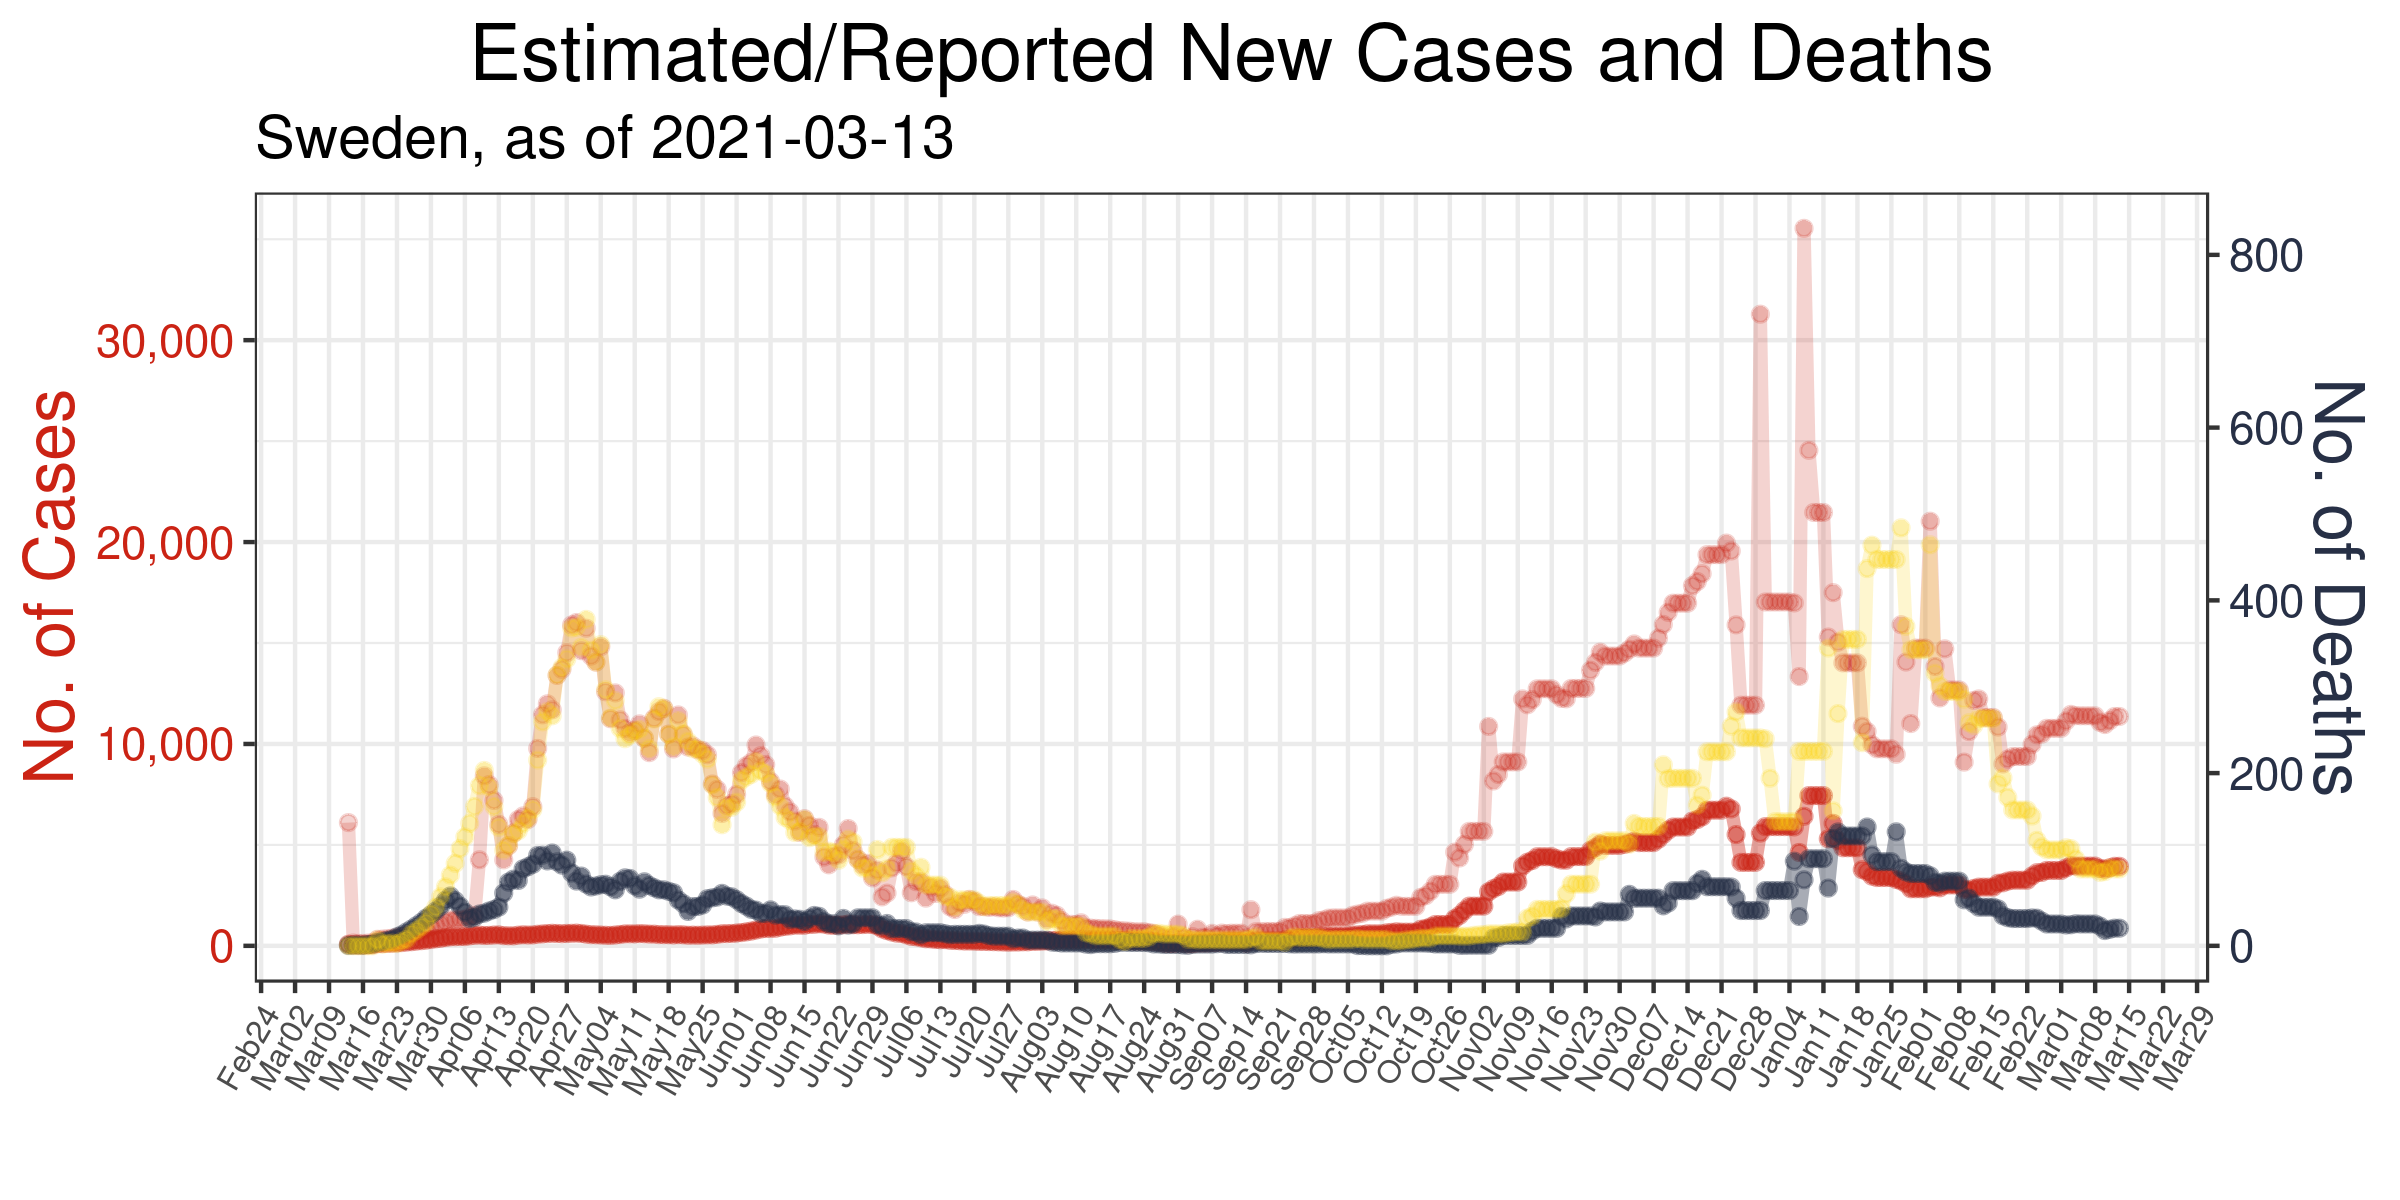 Estimated/Reported New Cases and Deaths
Sweden, as of 2021-03-13
No. of Cases
30,000
20,000
10,000
0
800
600
400
200
0
No. of Deaths
Feb24
Mar02
Mar09
Mar16
Mar23
Mar30
Apr06
Apr13
Apr20
Apr27
May04
May11
May18
May25
Jun01
Jun08
Jun15
Jun22
Jun29
Jul06
Jul13
Jul20
Jul27
Aug03
Aug10
Aug17
Aug24
Aug31
Sep07
Sep14
Sep21
Sep28
Oct05
Oct12
Oct19
Oct26
Nov02
Nov09
Nov16
Nov23
Nov30
Dec07
Dec14
Dec21
Dec28
Jan04
Jan11
Jan18
Jan25
Feb01
Feb08
Feb15
Feb22
Mar01
Mar08
Mar15
Mar22
Mar29